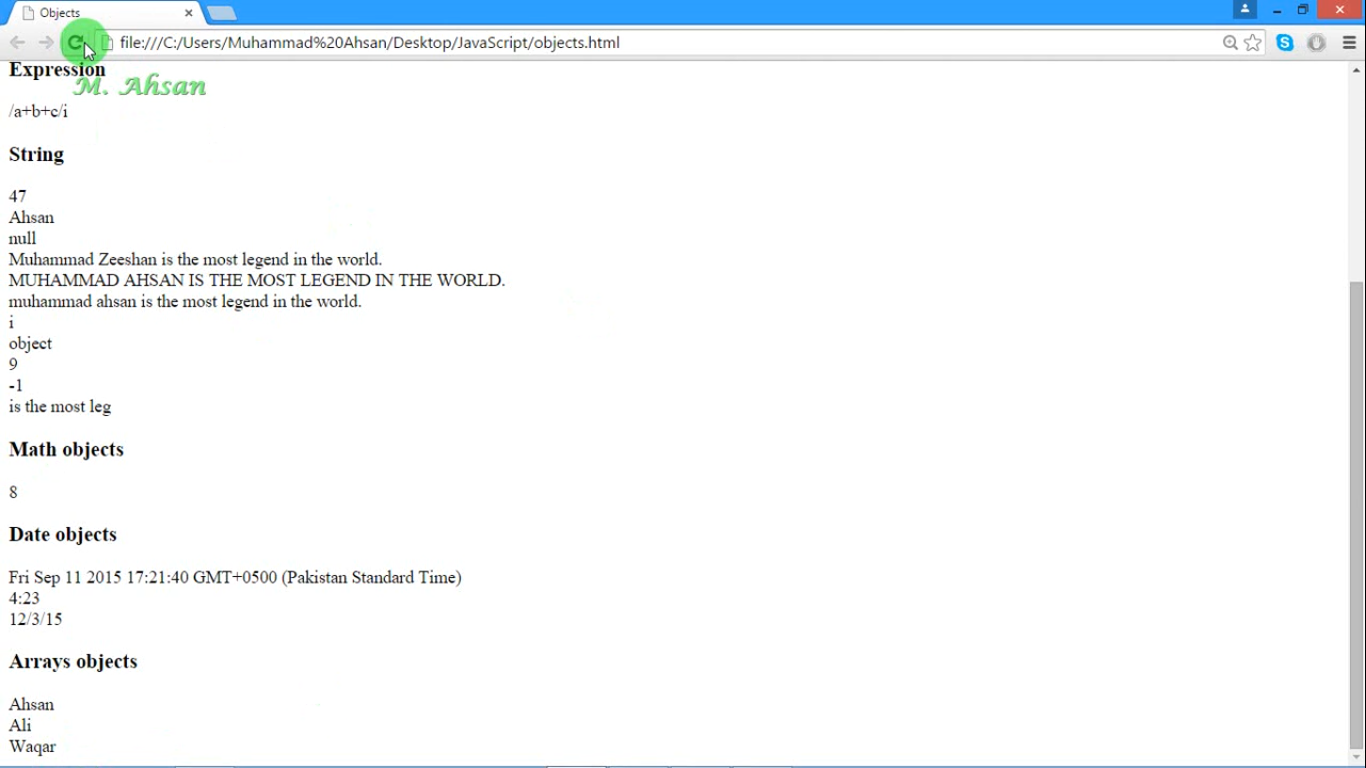 Objects
file:///C:/Users/Muhammad%20Ahsan/Desktop/JavaScript/objects.html
Expression
M. Ahsan
/a+b+c/i
String
47
Ahsan
null
Muhammad Zeeshan is the most legend in the world.
MUHAMMAD AHSAN IS THE MOST LEGEND IN THE WORLD.
muhammad ahsan is the most legend in the world.
i
object
9
-1
is the most leg
Math objects
8
Date objects
Fri Sep 11 2015 17:21:40 GMT+0500 (Pakistan Standard Time)
4:23
12/3/15
Arrays objects
Ahsan
Ali
Waqar